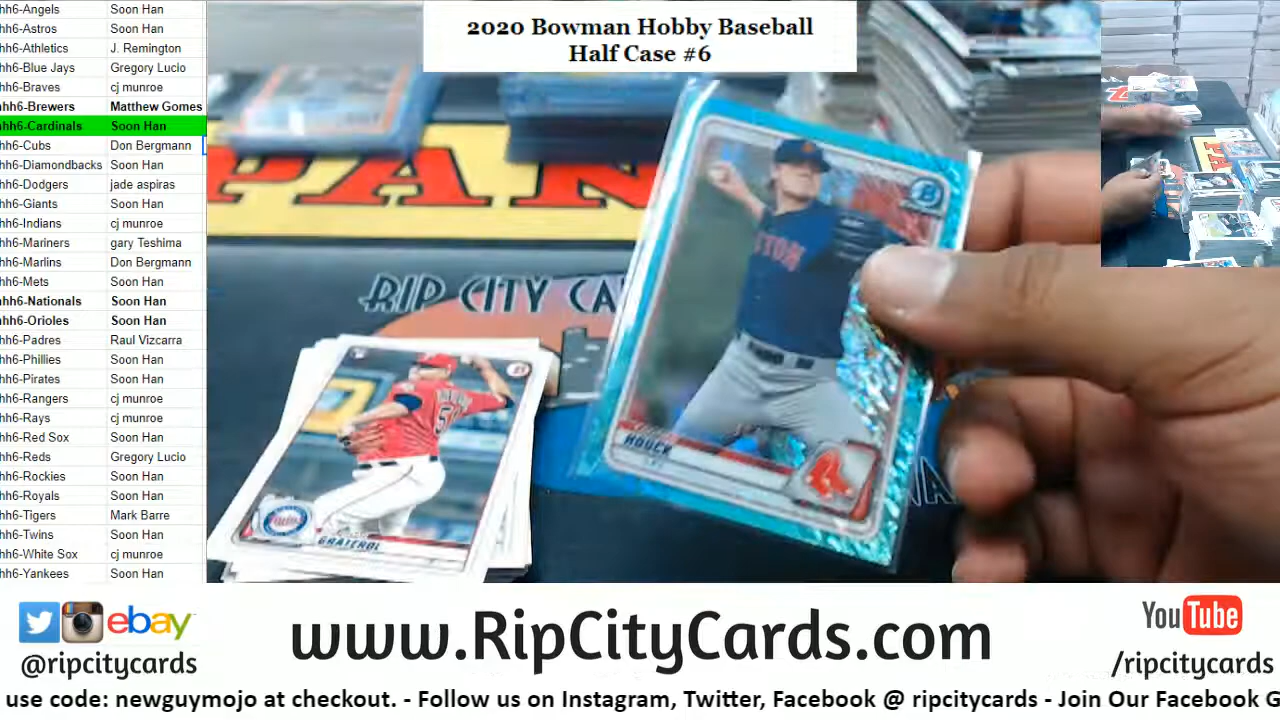 hh6-Angels Soon Han
hh6-Astros Soon Han
hh6-Athletics J. Remington
hh6-Blue Jays Gregory Lucio
hh6-Braves cj munroe
hh6-Brewers Matthew Gomes
hh6-Cardinals Soon Han
hh6-Cubs Don Bergmann
hh6-Diamondbacks Soon Han
hh6-Dodgers jade aspiras
hh6-Giants Soon Han
hh6-Indians cj munroe
hh6-Mariners gary Teshima
hh6-Marlins Don Bergmann
hh6-Mets Soon Han
hh6-Nationals Soon Han
hh6-Orioles Soon Han
hh6-Padres Raul Vizcarra
hh6-Phillies Soon Han
hh6-Pirates Soon Han
hh6-Rangers cj munroe
hh6-Rays cj munroe
hh6-Red Sox Soon Han
hh6-Reds Gregory Lucio
hh6-Rockies Soon Han
hh6-Royals Soon Han
hh6-Tigers Mark Barre
hh6-Twins Soon Han
hh6-White Sox cj munroe
hh6-Yankees Soon Han
2020 Bowman Hobby Baseball
Half Case #6
PAN
RIP CITY CA
HOUCK
GRATEROL
Twins
ebay
@ripcitycards
www.RipCityCards.com
YouTube
/ripcitycards
use code: newguymojo at checkout. - Follow us on Instagram, Twitter, Facebook @ ripcitycards - Join Our Facebook G